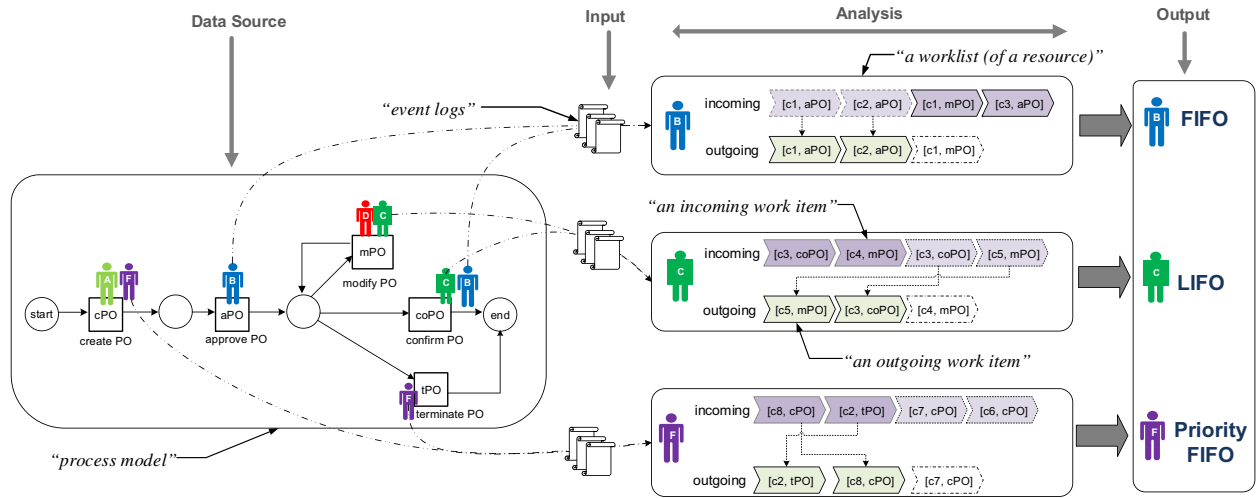 Data Source
Input
Analysis
Output
“a worklist (of a resource)”
“event logs”
B
incoming
[c1, aPO]
[c2, aPO]
[c1, mPO]
[c3, aPO]
outgoing
[c1, aPO]
[c2, aPO]
[c1, mPO]
B
FIFO
“an incoming work item”
C
incoming
[c3, coPO]
[c4, mPO]
[c3, coPO]
[c5, mPO]
outgoing
[c5, mPO]
[c3, coPO]
[c4, mPO]
C
LIFO
“an outgoing work item”
F
incoming
[c8, cPO]
[c2, tPO]
[c7, cPO]
[c6, cPO]
outgoing
[c2, tPO]
[c8, cPO]
[c7, cPO]
F
Priority
FIFO
start
A
F
cPO
create PO
B
aPO
approve PO
D
C
mPO
modify PO
C
B
coPO
confirm PO
end
F
tPO
terminate PO
“process model”